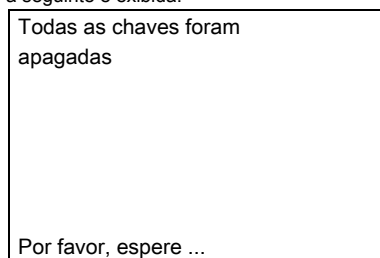 a seguinte é exibida:
Todas as chaves foram
apagadas
Por favor, espere ...